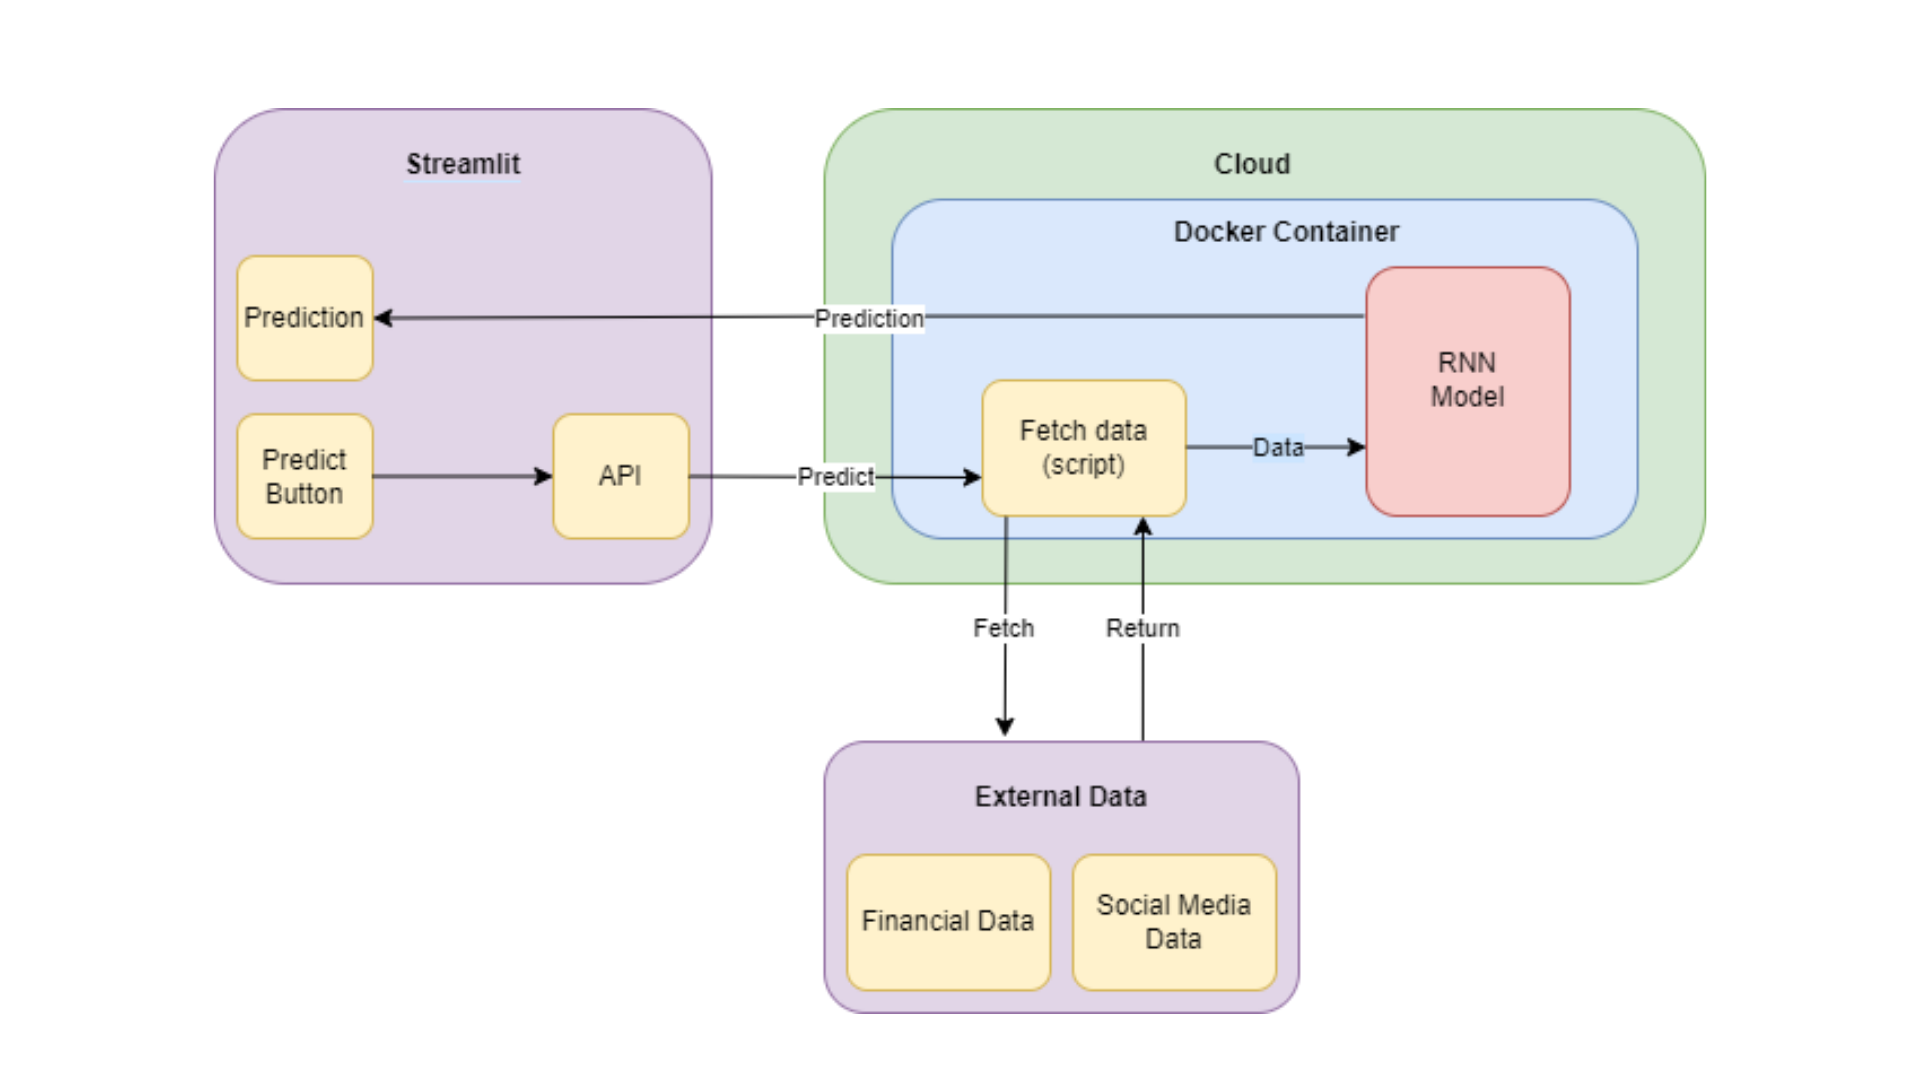 Streamlit
Cloud
Docker Container
Prediction
Prediction
RNN
Model
Fetch data
(script)
Data
Predict
Button
API
Predict
Fetch
Return
External Data
Financial Data
Social Media
Data